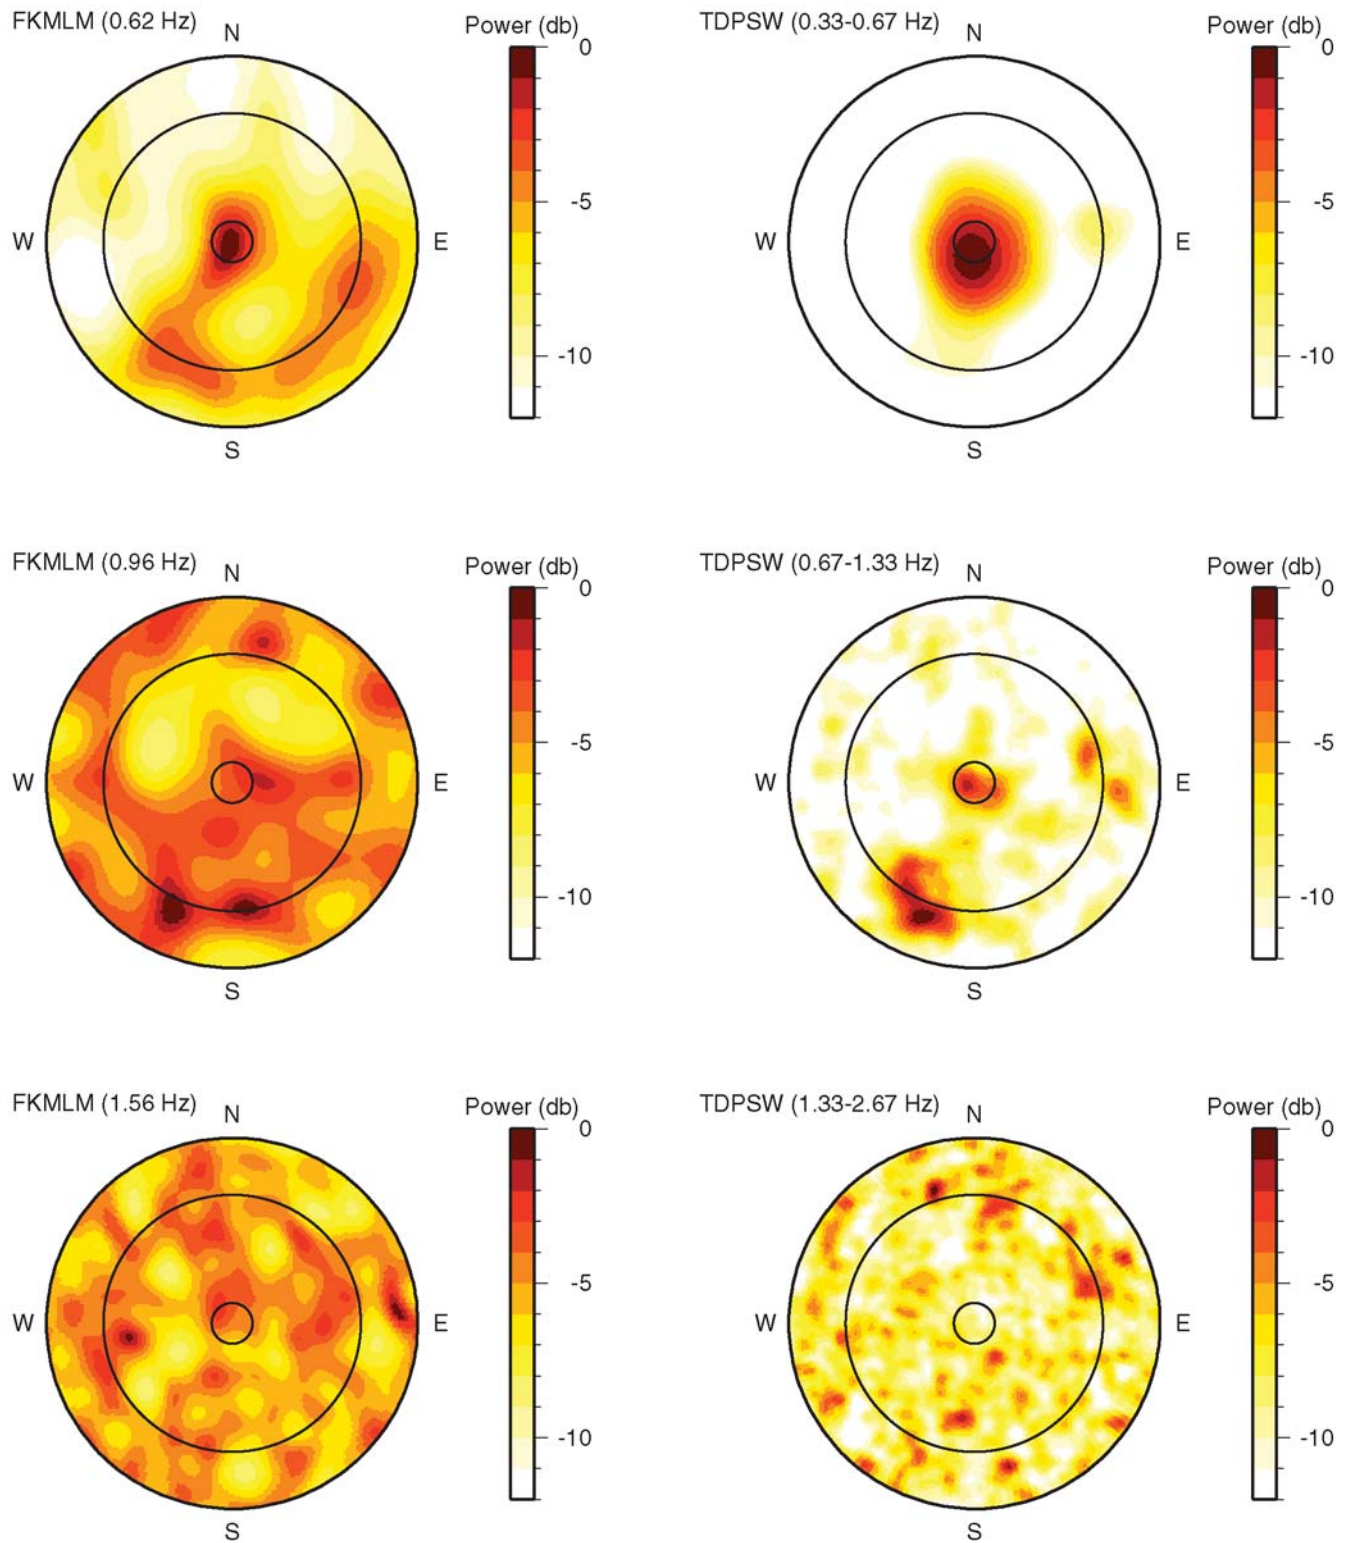 FKMLM (0.62 Hz)
N
Power (db)
0
-5
-10
W
E
S
TDPSW (0.33-0.67 Hz)
N
Power (db)
0
-5
-10
W
E
S
FKMLM (0.96 Hz)
N
Power (db)
0
-5
-10
W
E
S
TDPSW (0.67-1.33 Hz)
N
Power (db)
0
-5
-10
W
E
S
FKMLM (1.56 Hz)
N
Power (db)
0
-5
-10
W
E
S
TDPSW (1.33-2.67 Hz)
N
Power (db)
0
-5
-10
W
E
S